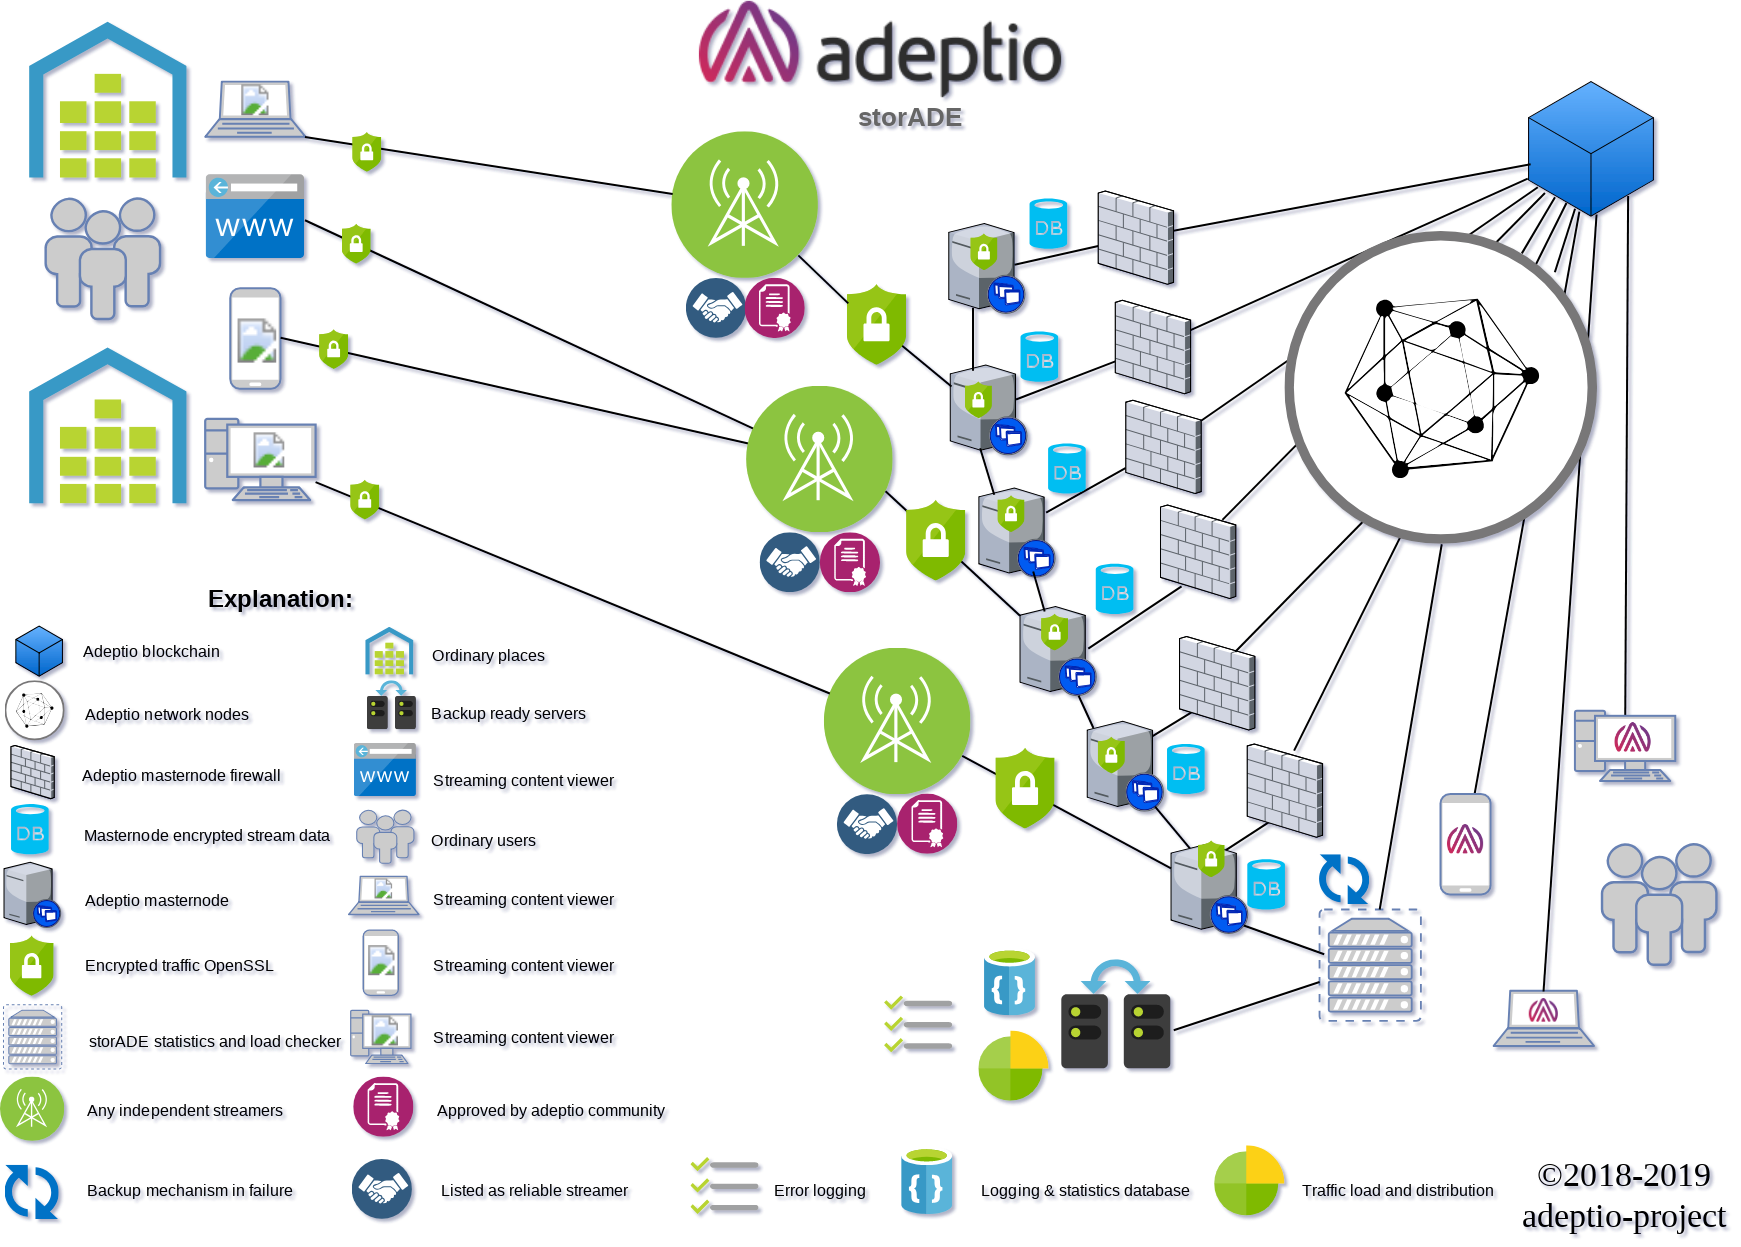 adeptio
storADE
WWW
DB
DB
DB
DB
DB
DB
{ }
Explanation:
Adeptio blockchain
Ordinary places
Adeptio network nodes
Backup ready servers
Adeptio masternode firewall
WWW
Streaming content viewer
DB
Masternode encrypted stream data
Ordinary users
Adeptio masternode
Streaming content viewer
Encrypted traffic OpenSSL
Streaming content viewer
storADE statistics and load checker
Streaming content viewer
Any independent streamers
Approved by adeptio community
Backup mechanism in failure
Listed as reliable streamer
Error logging
{ }
Logging & statistics database
Traffic load and distribution
©2018-2019
adeptio-project